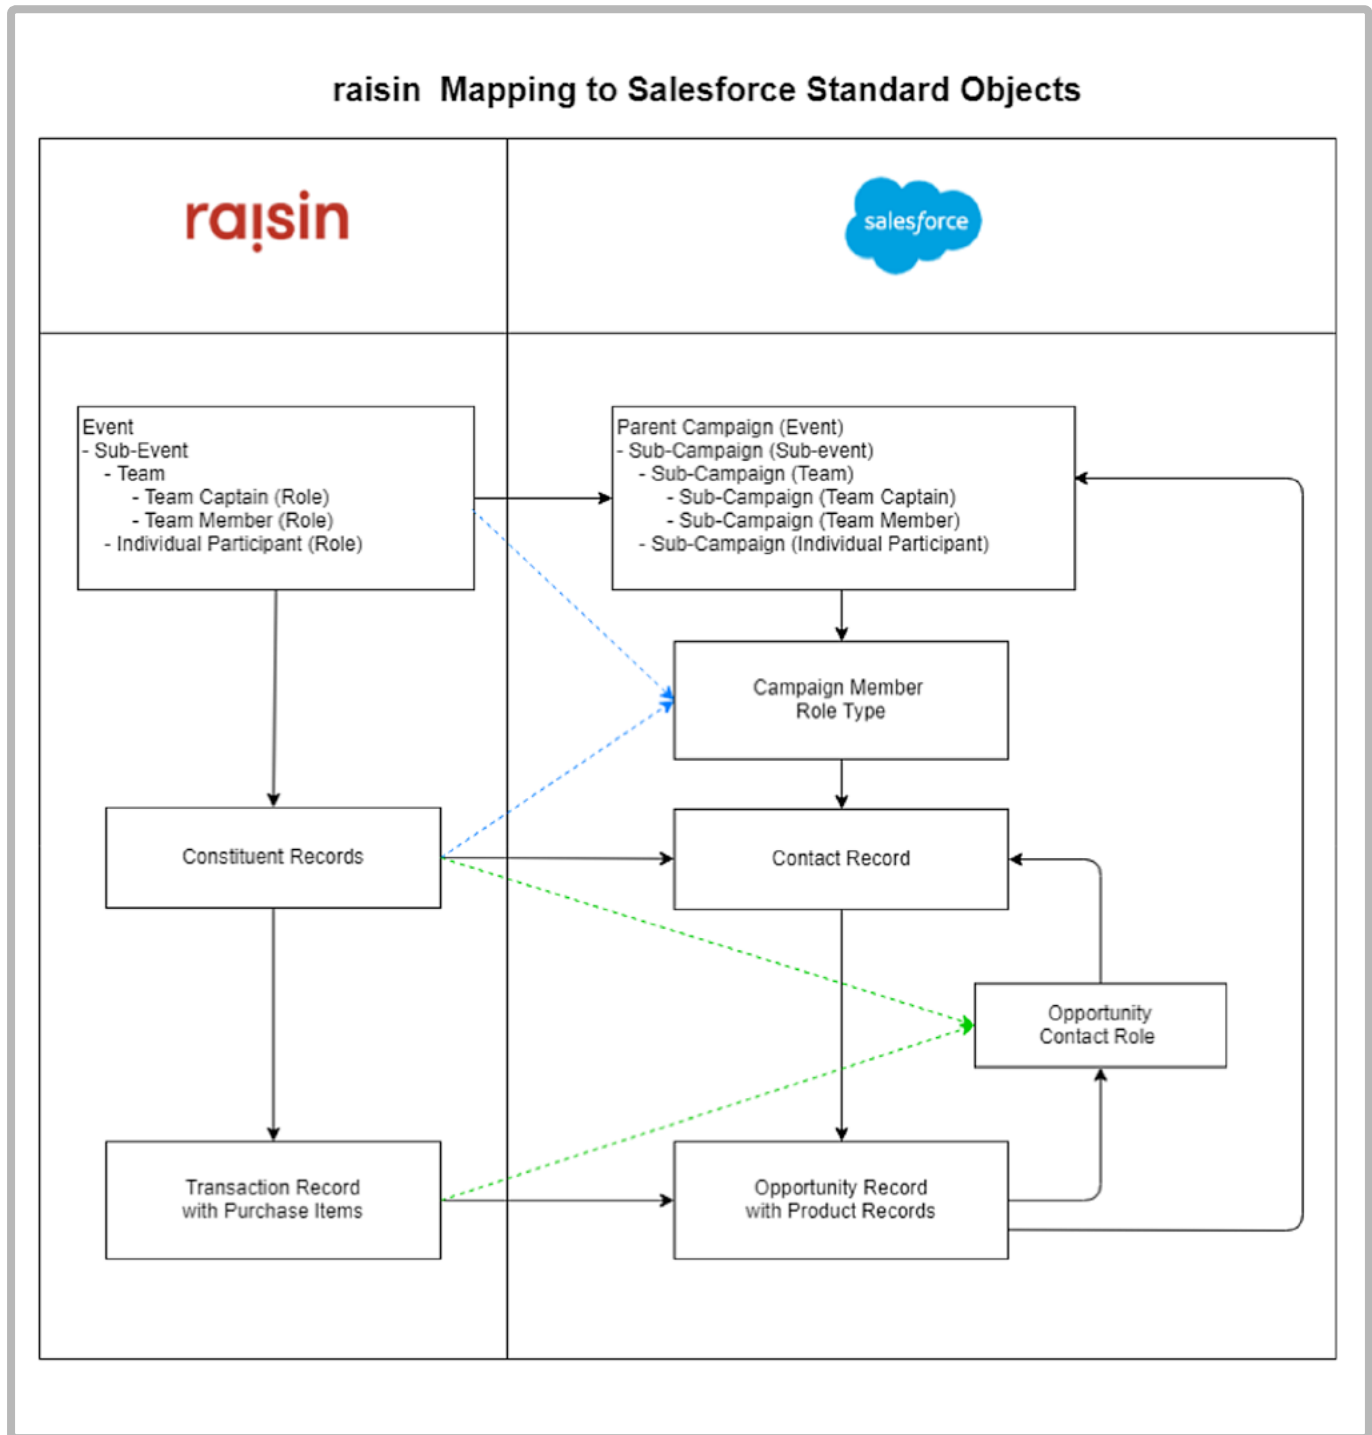 raisin Mapping to Salesforce Standard Objects
raisin
salesforce
Event
- Sub-Event
- Team
- Team Captain (Role)
- Team Member (Role)
- Individual Participant (Role)
Parent Campaign (Event)
- Sub-Campaign (Sub-event)
- Sub-Campaign (Team)
- Sub-Campaign (Team Captain)
- Sub-Campaign (Team Member)
- Sub-Campaign (Individual Participant)
Campaign Member
Role Type
Constituent Records
Contact Record
Opportunity
Contact Role
Transaction Record
with Purchase Items
Opportunity Record
with Product Records